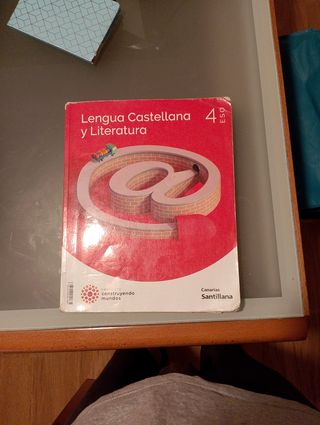 Lengua Castellana
y Literatura
4
ESO
construyendo
mundos
Canarias
Santillana